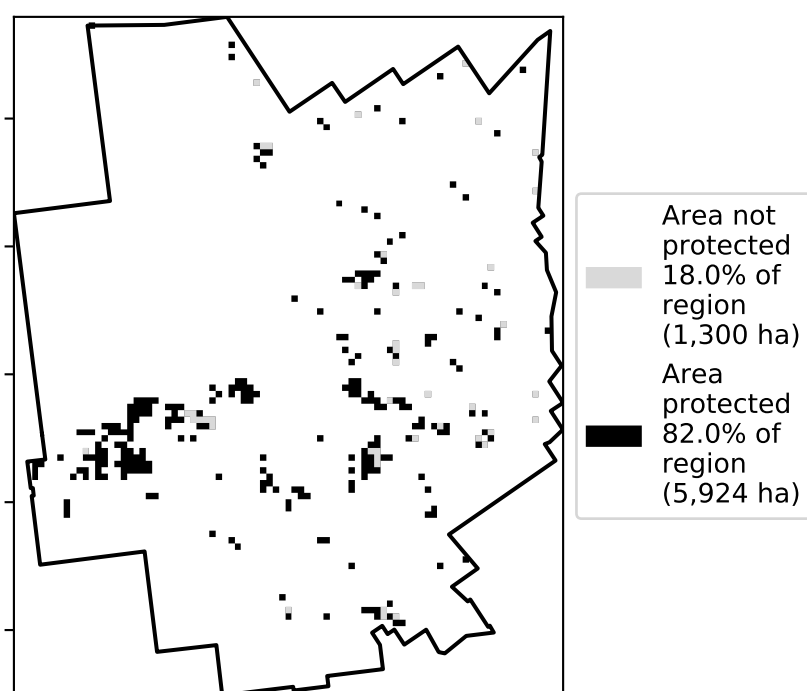 Area not
protected
18.0% of
region
(1,300 ha)
Area
protected
82.0% of
region
(5,924 ha)